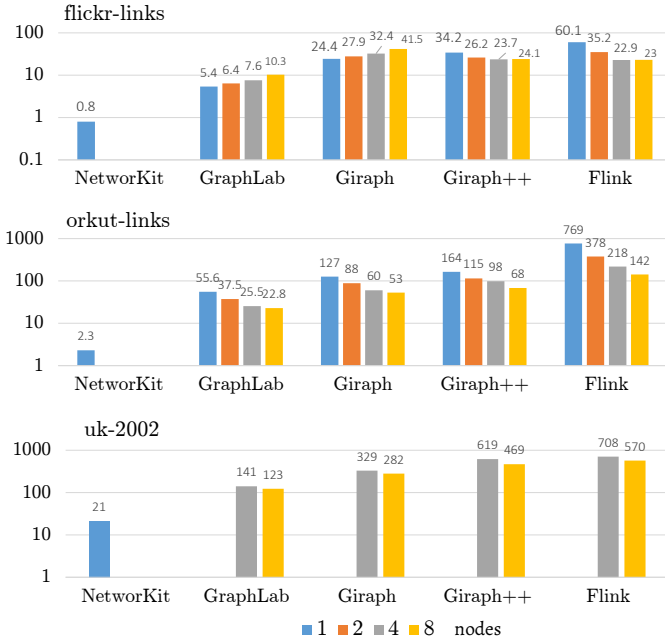 flickr-links
100
10
1
0.1
0.8
5.4 6.4 7.6 10.3
24.4 27.9 32.4 41.5
34.2 26.2 23.7 24.1
60.1 35.2 22.9 23
NetworKit GraphLab Giraph Giraph++ Flink
orkut-links
1000
100
10
1
2.3
55.6 37.5 25.5 22.8
127 88 60 53
164 115 98 68
769 378 218 142
NetworKit GraphLab Giraph Giraph++ Flink
uk-2002
1000
100
10
1
21
141 123
329 282
619 469
708 570
NetworKit GraphLab Giraph Giraph++ Flink
1 2 4 8 nodes